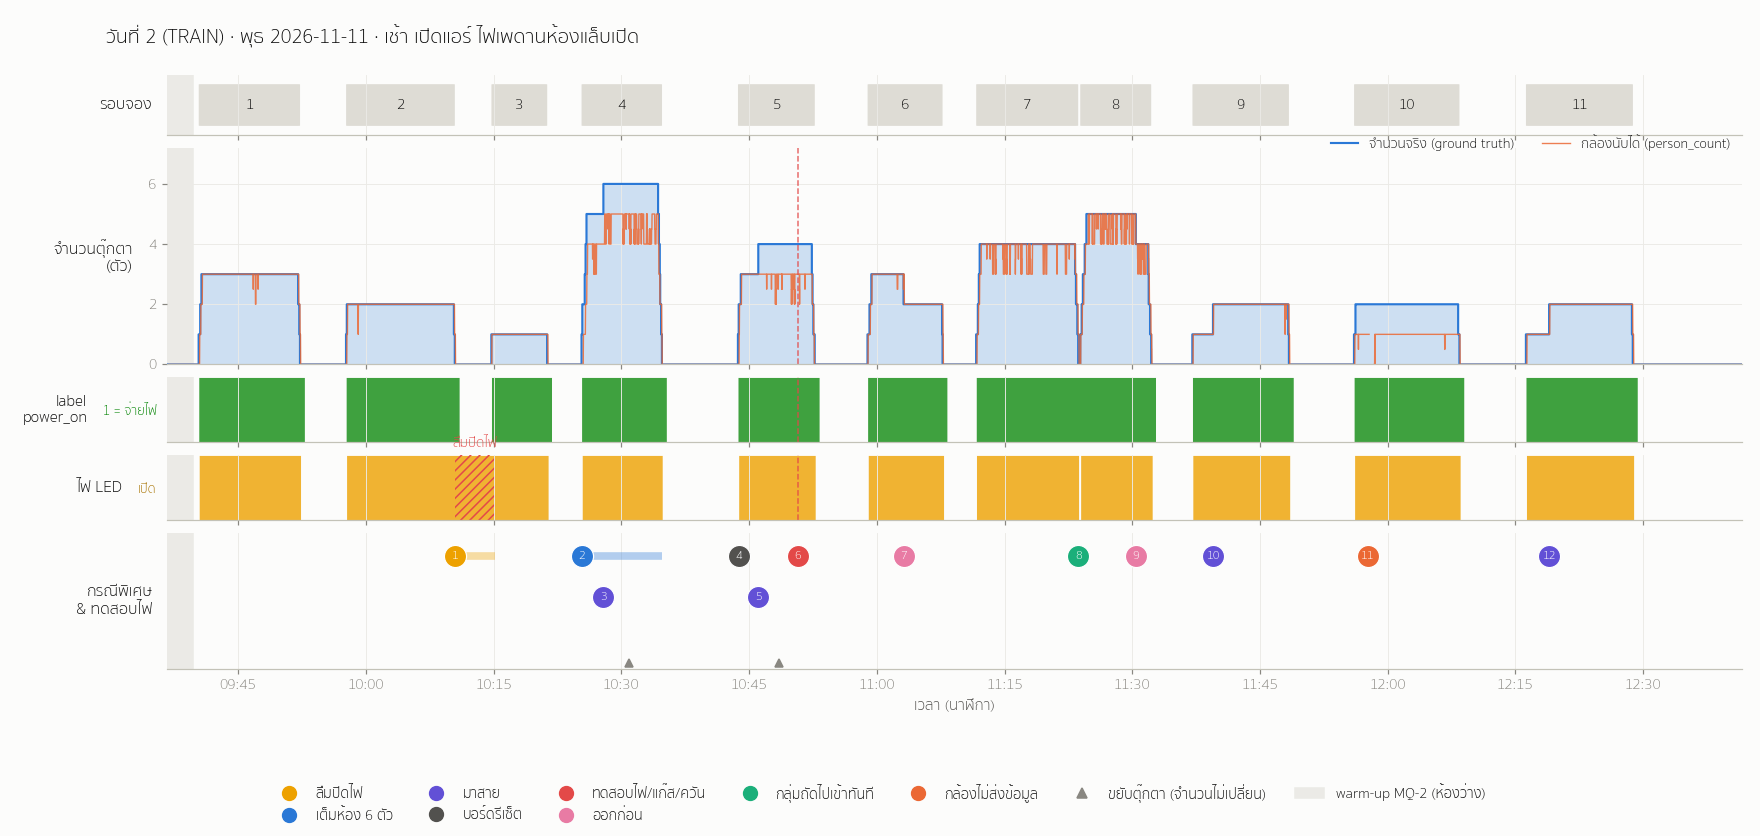 วันที่ 2 (TRAIN) · พุธ 2026-11-11 · เช้า เปิดแอร์ ไฟเพดานห้องแล็บเปิด
รอบจอง
1 2 3 4 5 6 7 8 9 10 11
จำนวนจริง (ground truth) กล้องนับได้ (person_count)
จำนวนตุ๊กตา
(ตัว)
6
4
2
0
label
power_on
1 = จ่ายไฟ
ลืมปิดไฟ
ไฟ LED เปิด
กรณีพิเศษ
& ทดสอบไฟ
1 2 4 6 7 8 9 10 11 12
3 5
09:45 10:00 10:15 10:30 10:45 11:00 11:15 11:30 11:45 12:00 12:15 12:30
เวลา (นาฬิกา)
ลืมปิดไฟ มาสาย ทดสอบไฟ/แก๊ส/ควัน กลุ่มถัดไปเข้าทันที กล้องไม่ส่งข้อมูล ขยับตุ๊กตา (จำนวนไม่เปลี่ยน) warm-up MQ-2 (ห้องว่าง)
เต็มห้อง 6 ตัว บอร์ดรีเซ็ต ออกก่อน